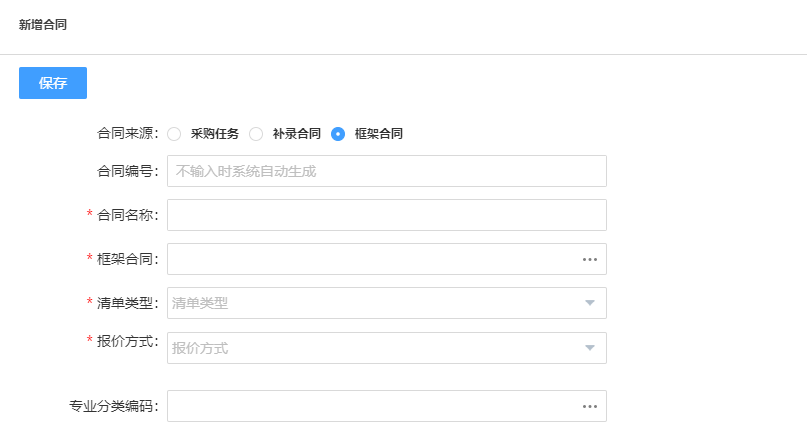 新增合同
保存
合同来源： 采购任务 补录合同 框架合同
合同编号： 不输入时系统自动生成
* 合同名称：
* 框架合同：
* 清单类型： 清单类型
* 报价方式： 报价方式
专业分类编码：